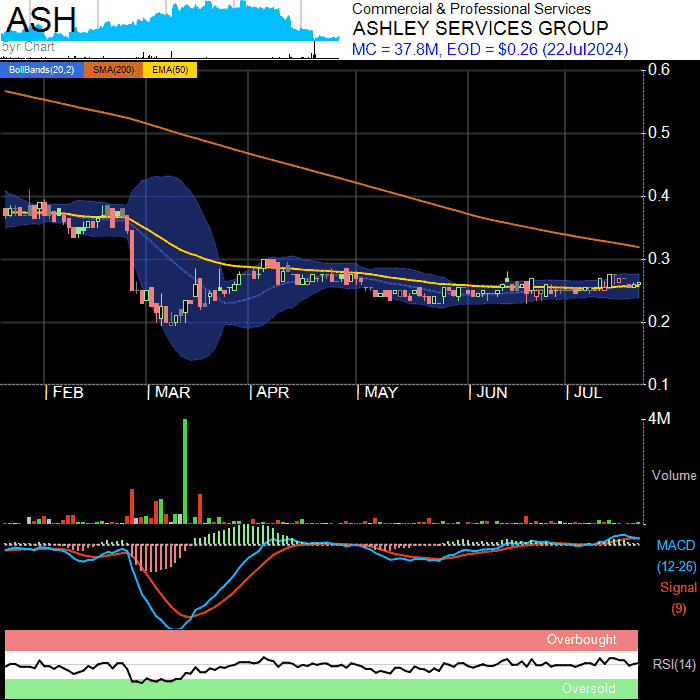 ASH
5yr Chart
Commercial & Professional Services
ASHLEY SERVICES GROUP
MC = 37.8M, EOD = $0.26 (22Jul2024)
BollBands(20,2) SMA(200) EMA(50)
0.6
0.5
0.4
0.3
0.2
0.1
FEB MAR APR MAY JUN JUL
4M
Volume
MACD
(12-26)
Signal
(9)
Overbought
RSI(14)
Oversold